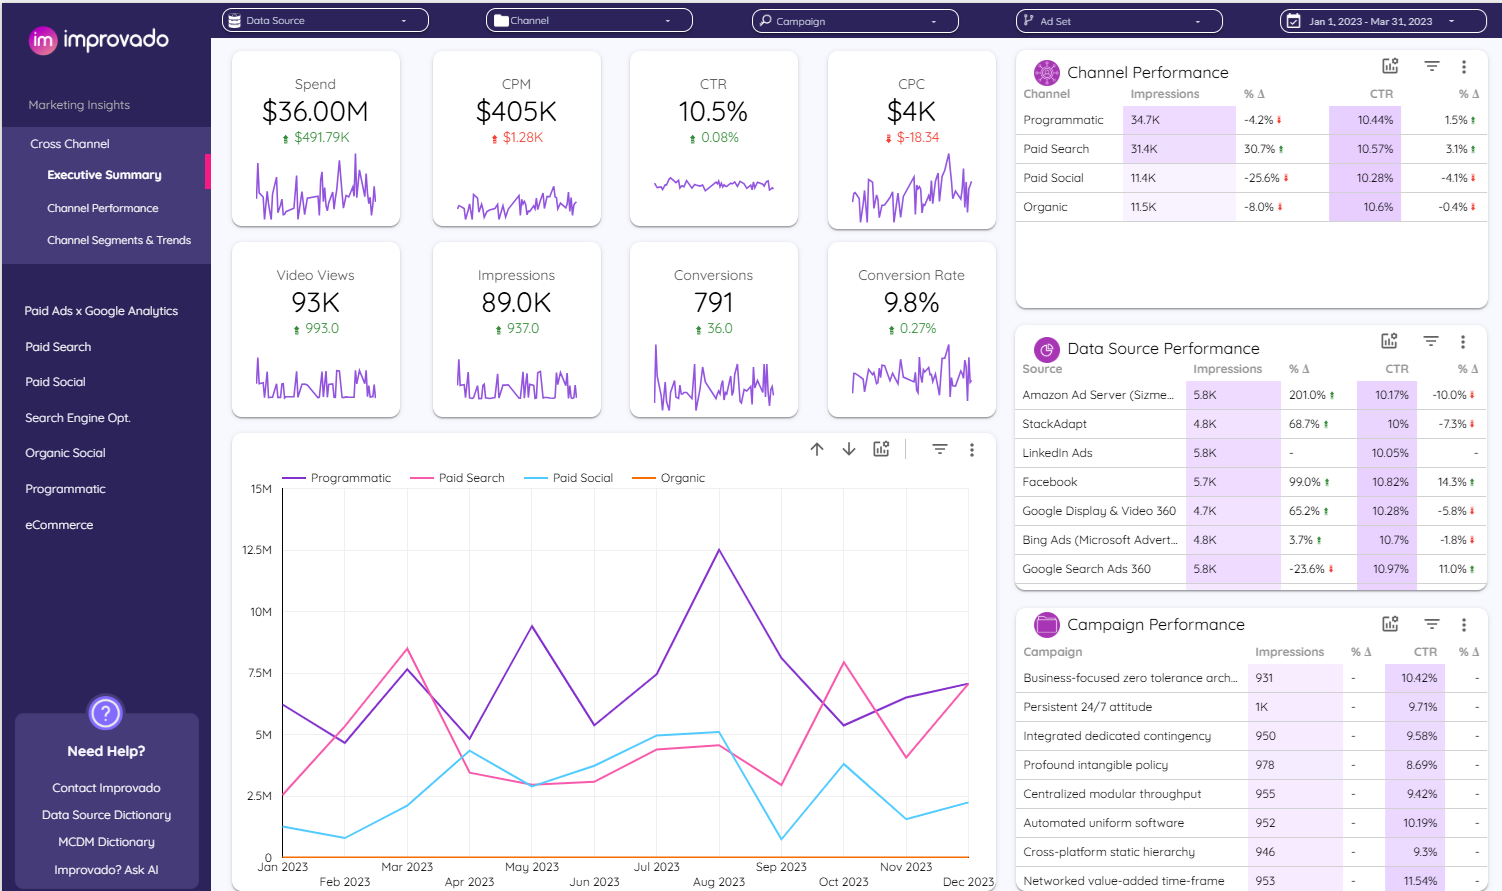 im improvado
Marketing Insights
Cross Channel
Executive Summary
Channel Performance
Channel Segments & Trends
Paid Ads x Google Analytics
Paid Search
Paid Social
Search Engine Opt.
Organic Social
Programmatic
eCommerce
?
Need Help?
Contact Improvado
Data Source Dictionary
MCDM Dictionary
Improvado? Ask AI
Data Source
Channel
Campaign
Ad Set
Jan 1, 2023 - Mar 31, 2023
Spend
$36.00M
$491.79K
CPM
$405K
$1.28K
CTR
10.5%
0.08%
CPC
$4K
$-18.34
Video Views
93K
993.0
Impressions
89.0K
937.0
Conversions
791
36.0
Conversion Rate
9.8%
0.27%
Programmatic Paid Search Paid Social Organic
15M
12.5M
10M
7.5M
5M
2.5M
0
Jan 2023 Mar 2023 May 2023 Jul 2023 Sep 2023 Nov 2023
Feb 2023 Apr 2023 Jun 2023 Aug 2023 Oct 2023 Dec 2023
Channel Performance
Channel Impressions % Δ CTR % Δ
Programmatic 34.7K -4.2% 10.44% 1.5%
Paid Search 31.4K 30.7% 10.57% 3.1%
Paid Social 11.4K -25.6% 10.28% -4.1%
Organic 11.5K -8.0% 10.6% -0.4%
Data Source Performance
Source Impressions % Δ CTR % Δ
Amazon Ad Server (Sizme... 5.8K 201.0% 10.17% -10.0%
StackAdapt 4.8K 68.7% 10% -7.3%
LinkedIn Ads 5.8K - 10.05% -
Facebook 5.7K 99.0% 10.82% 14.3%
Google Display & Video 360 4.7K 65.2% 10.28% -5.8%
Bing Ads (Microsoft Advert... 4.8K 3.7% 10.7% -1.8%
Google Search Ads 360 5.8K -23.6% 10.97% 11.0%
Campaign Performance
Campaign Impressions % Δ CTR % Δ
Business-focused zero tolerance arch... 931 - 10.42% -
Persistent 24/7 attitude 1K - 9.71% -
Integrated dedicated contingency 950 - 9.58% -
Profound intangible policy 978 - 8.69% -
Centralized modular throughput 955 - 9.42% -
Automated uniform software 952 - 10.19% -
Cross-platform static hierarchy 946 - 9.3% -
Networked value-added time-frame 953 - 11.54% -